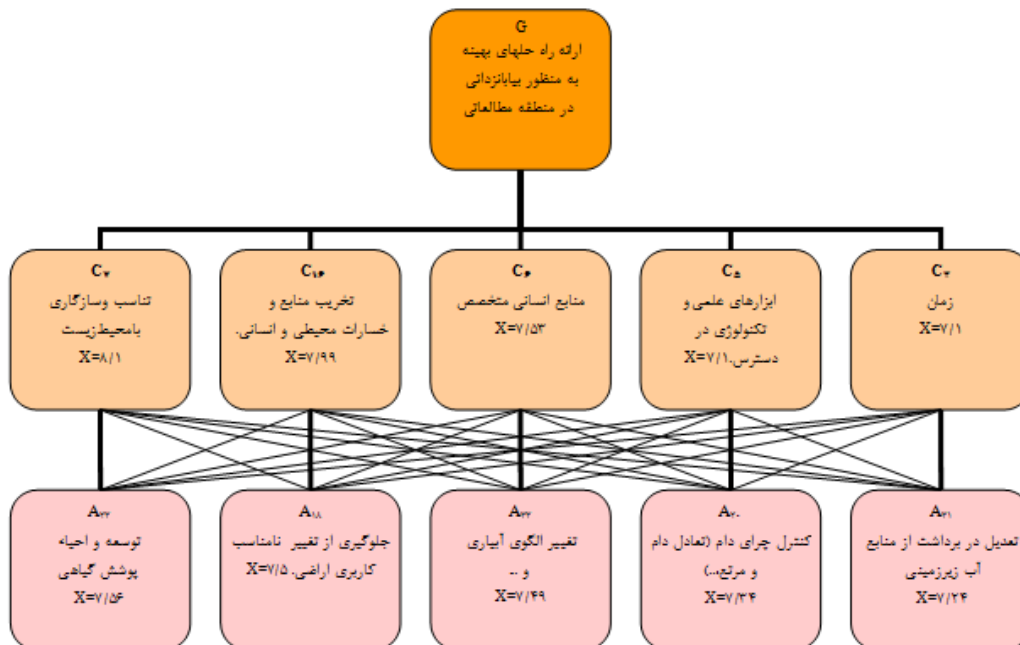 G
ارائه راه حلهای بهینه
به منظور بیابانزدائی
در منطقه مطالعاتی
C۲
زمان
X=۷/۱
C۵
ابزارهای علمی و
تکنولوژی در
دسترس.X=۷/۱
C۶
منابع انسانی متخصص
X=۷/۵۳
C۱۶
تخریب منابع و
خسارات محیطی و انسانی.
X=۷/۹۹
C۷
تناسب وسازگاری
بامحیط‌زیست
X=۸/۱
A۳۱
تعدیل در برداشت از منابع
آب زیرزمینی
X=۷/۲۴
A۲۰
کنترل چرای دام (تعادل دام
و مرتع...)
X=۷/۳۴
A۳۳
تغییر الگوی آبیاری
و ..
X=۷/۴۹
A۱۸
جلوگیری از تغییر نامناسب
کاربری اراضی. X=۷/۵
A۲۳
توسعه و احیاء
پوشش گیاهی
X=۷/۵۶